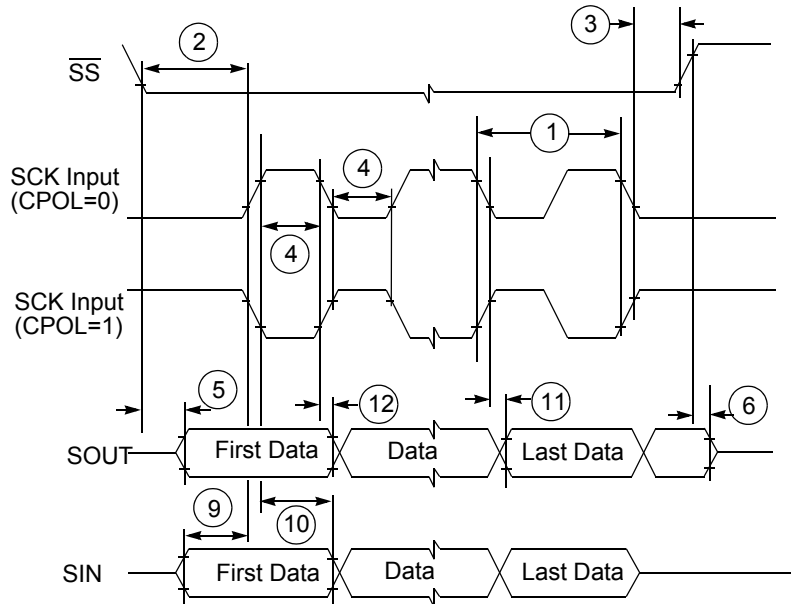 2
3
SS
1
SCK Input
(CPOL=0)
4
4
SCK Input
(CPOL=1)
5
12
11
6
SOUT
First Data
Data
Last Data
9
10
SIN
First Data
Data
Last Data